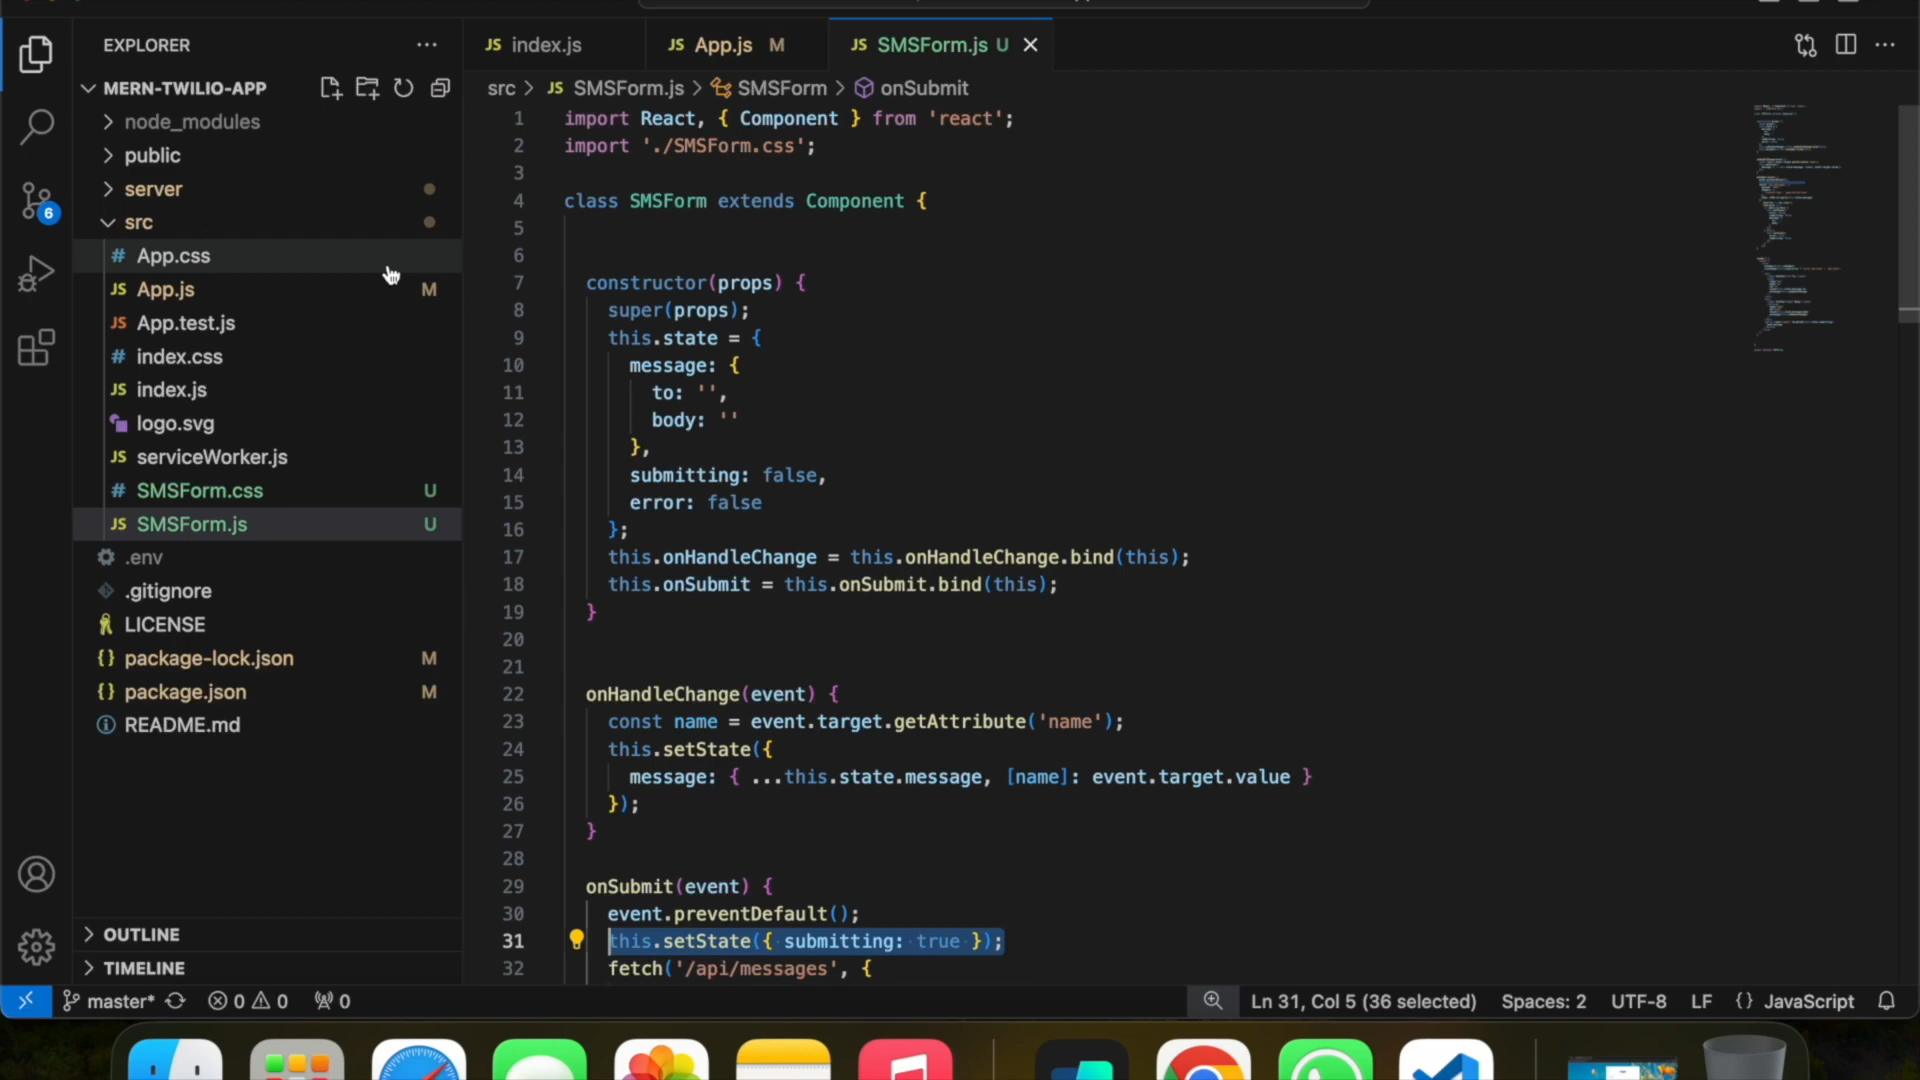 EXPLORER
MERN-TWILIO-APP
node_modules
public
server
src
# App.css
JS App.js M
JS App.test.js
# index.css
JS index.js
logo.svg
JS serviceWorker.js
# SMSForm.css U
JS SMSForm.js U
.env
.gitignore
LICENSE
{} package-lock.json M
{} package.json M
README.md
OUTLINE
TIMELINE
6
JS index.js
JS App.js M
JS SMSForm.js U
src > JS SMSForm.js > SMSForm > onSubmit
1 import React, { Component } from 'react';
2 import './SMSForm.css';
3
4 class SMSForm extends Component {
5
6
7 constructor(props) {
8 super(props);
9 this.state = {
10 message: {
11 to: '',
12 body: ''
13 },
14 submitting: false,
15 error: false
16 };
17 this.onHandleChange = this.onHandleChange.bind(this);
18 this.onSubmit = this.onSubmit.bind(this);
19 }
20
21
22 onHandleChange(event) {
23 const name = event.target.getAttribute('name');
24 this.setState({
25 message: { ...this.state.message, [name]: event.target.value }
26 });
27 }
28
29 onSubmit(event) {
30 event.preventDefault();
31 this.setState({ submitting: true });
32 fetch('/api/messages', {
master* 0 0 0
Ln 31, Col 5 (36 selected) Spaces: 2 UTF-8 LF {} JavaScript